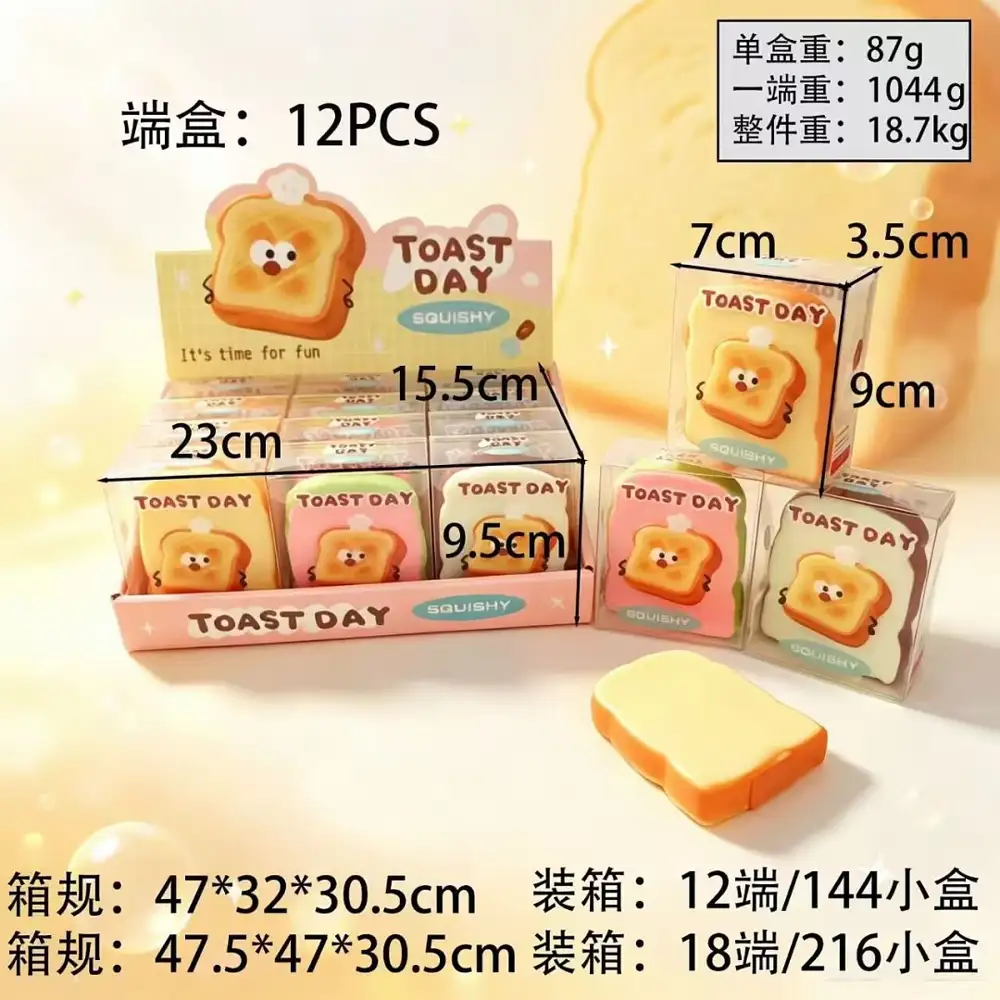 单盒重：87g
一端重：1044g
整件重：18.7kg
端盒：12PCS
7cm
3.5cm
9cm
TOAST
DAY
SQUISHY
It's time for fun
15.5cm
23cm
9.5cm
TOAST DAY
SQUISHY
TOAST DAY
TOAST DAY
TOAST DAY
TOAST DAY
SQUISHY
TOAST DAY
SQUISHY
TOAST DAY
SQUISHY
TOAST DAY
SQUISHY
箱规：47*32*30.5cm
装箱：12端/144小盒
箱规：47.5*47*30.5cm
装箱：18端/216小盒